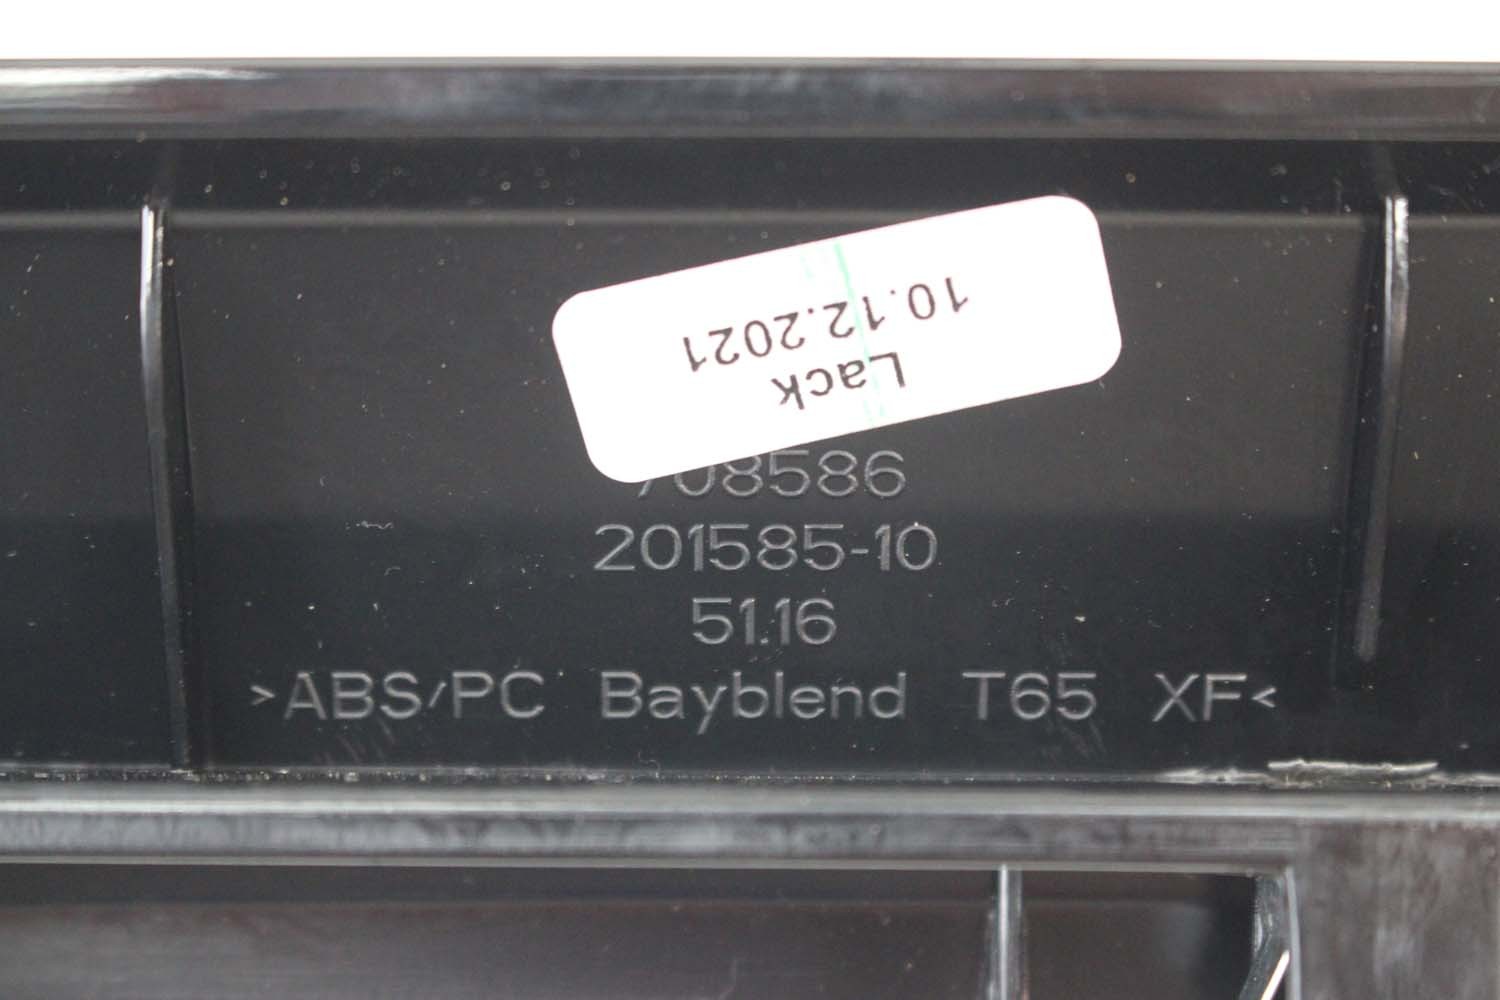 Lack
10.12.2021
708586
201585-10
51.16
>ABS/PC Bayblend T65 XF<